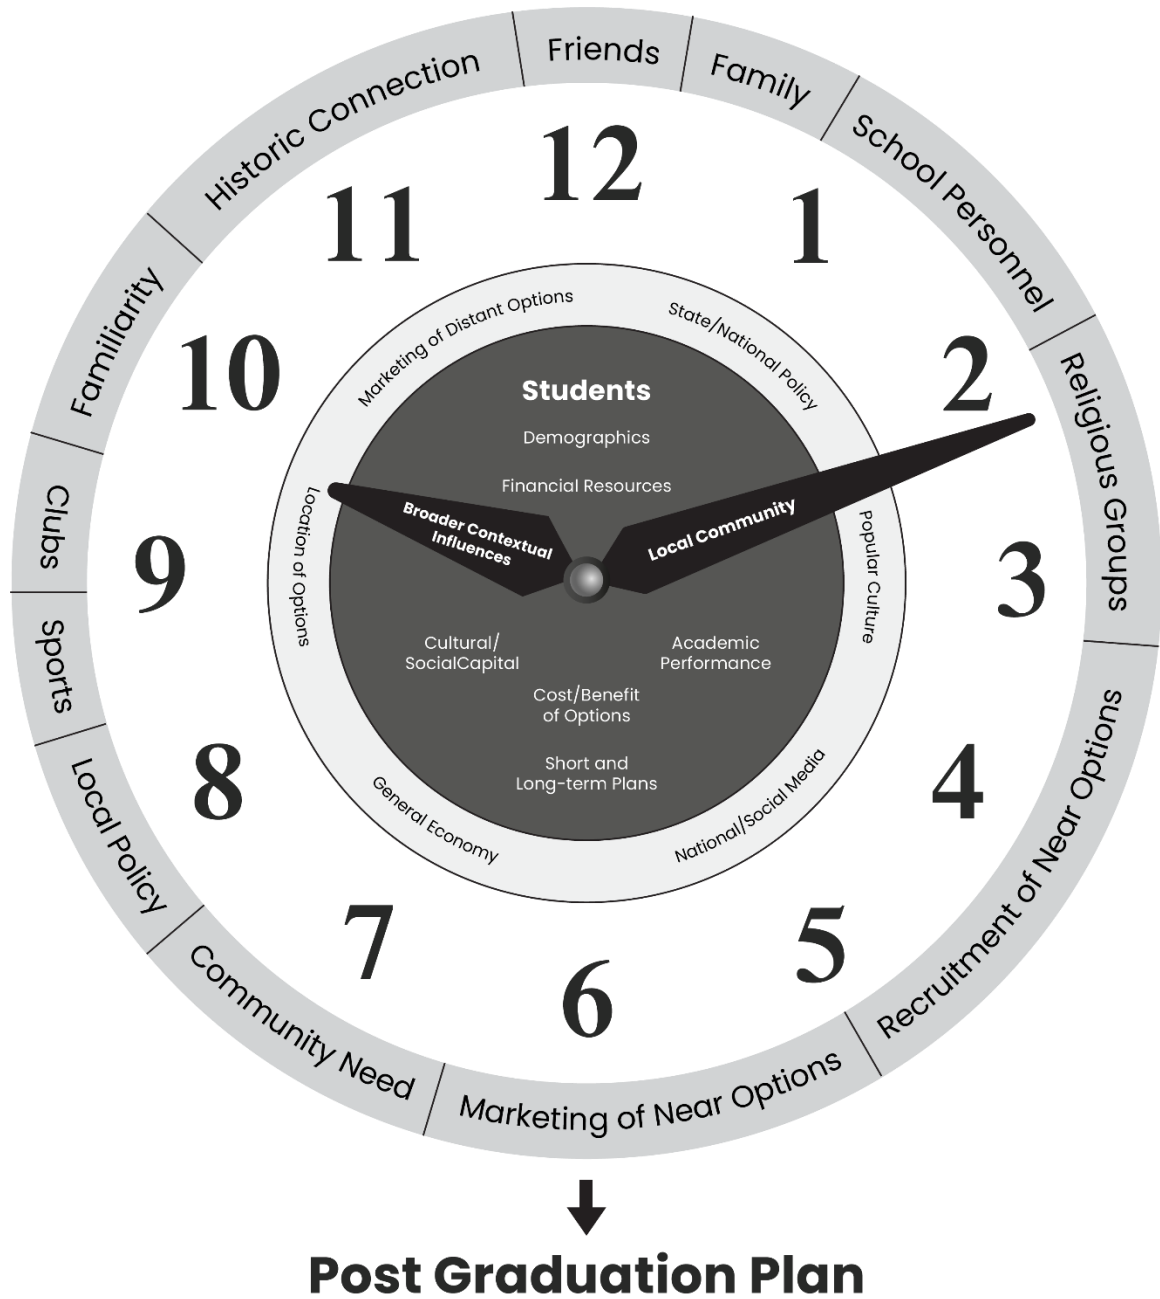 Friends
Family
School Personnel
Religious Groups
Recruitment of Near Options
Marketing of Near Options
Community Need
Local Policy
Sports
Clubs
Familiarity
Historic Connection
12
1
2
3
4
5
6
7
8
9
10
11
Marketing of Distant Options
State/National Policy
Popular Culture
National/Social Media
General Economy
Location of Options
Students
Demographics
Financial Resources
Broader Contextual
Influences
Local Community
Cultural/
SocialCapital
Academic
Performance
Cost/Benefit
of Options
Short and
Long-term Plans
Post Graduation Plan